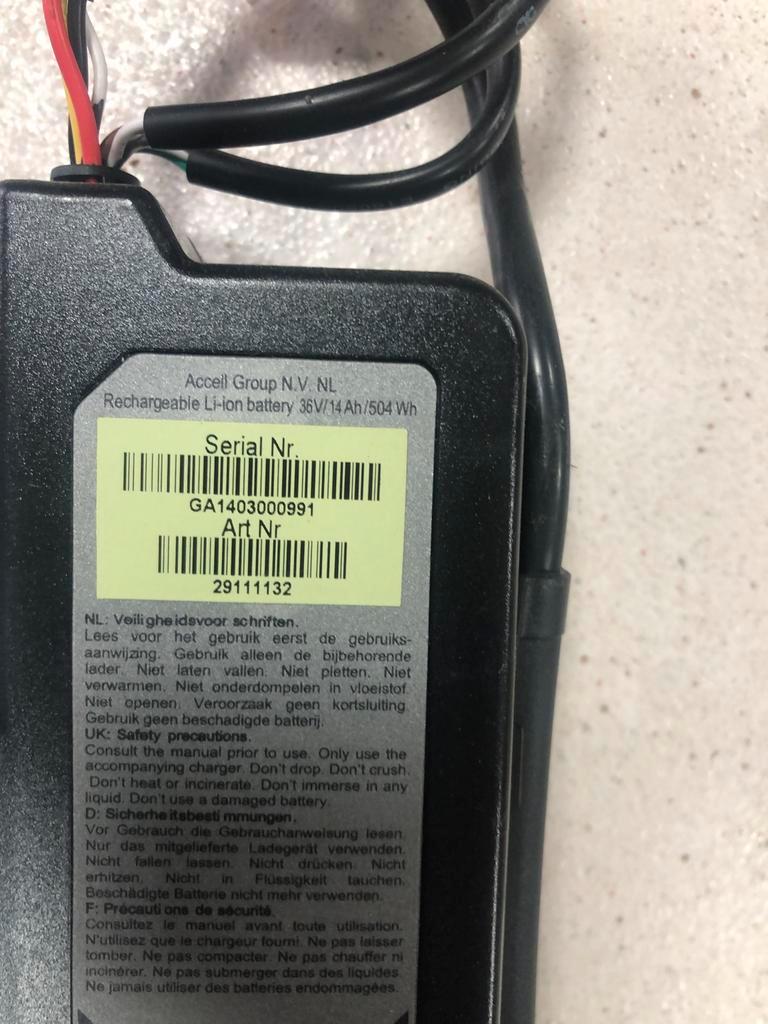 Accell Group N.V. NL
Rechargeable Li-ion battery 36V/14Ah/504 Wh
Serial Nr.
GA1403000991
Art Nr
29111132
NL: Veiligheidsvoorschriften.
Lees voor het gebruik eerst de gebruiks-
aanwijzing. Gebruik alleen de bijbehorende
lader. Niet laten vallen. Niet pletten. Niet
verwarmen. Niet onderdompelen in vloeistof.
Niet openen. Veroorzaak geen kortsluiting.
Gebruik geen beschadigde batterij.
UK: Safety precautions.
Consult the manual prior to use. Only use the
accompanying charger. Don't drop. Don't crush.
Don't heat or incinerate. Don't immerse in any
liquid. Don't use a damaged battery.
D: Sicherheitsbestimmungen.
Vor Gebrauch die Gebrauchanweisung lesen.
Nur das mitgelieferte Ladegerät verwenden.
Nicht fallen lassen. Nicht drücken. Nicht
erhitzen. Nicht in Flüssigkeit tauchen.
Beschädigte Batterie nicht mehr verwenden.
F: Précautions de sécurité.
Consultez le manuel avant toute utilisation.
N'utilisez que le chargeur fourni. Ne pas laisser
tomber. Ne pas compacter. Ne pas chauffer ni
incinérer. Ne pas submerger dans des liquides.
Ne jamais utiliser des batteries endommagées.